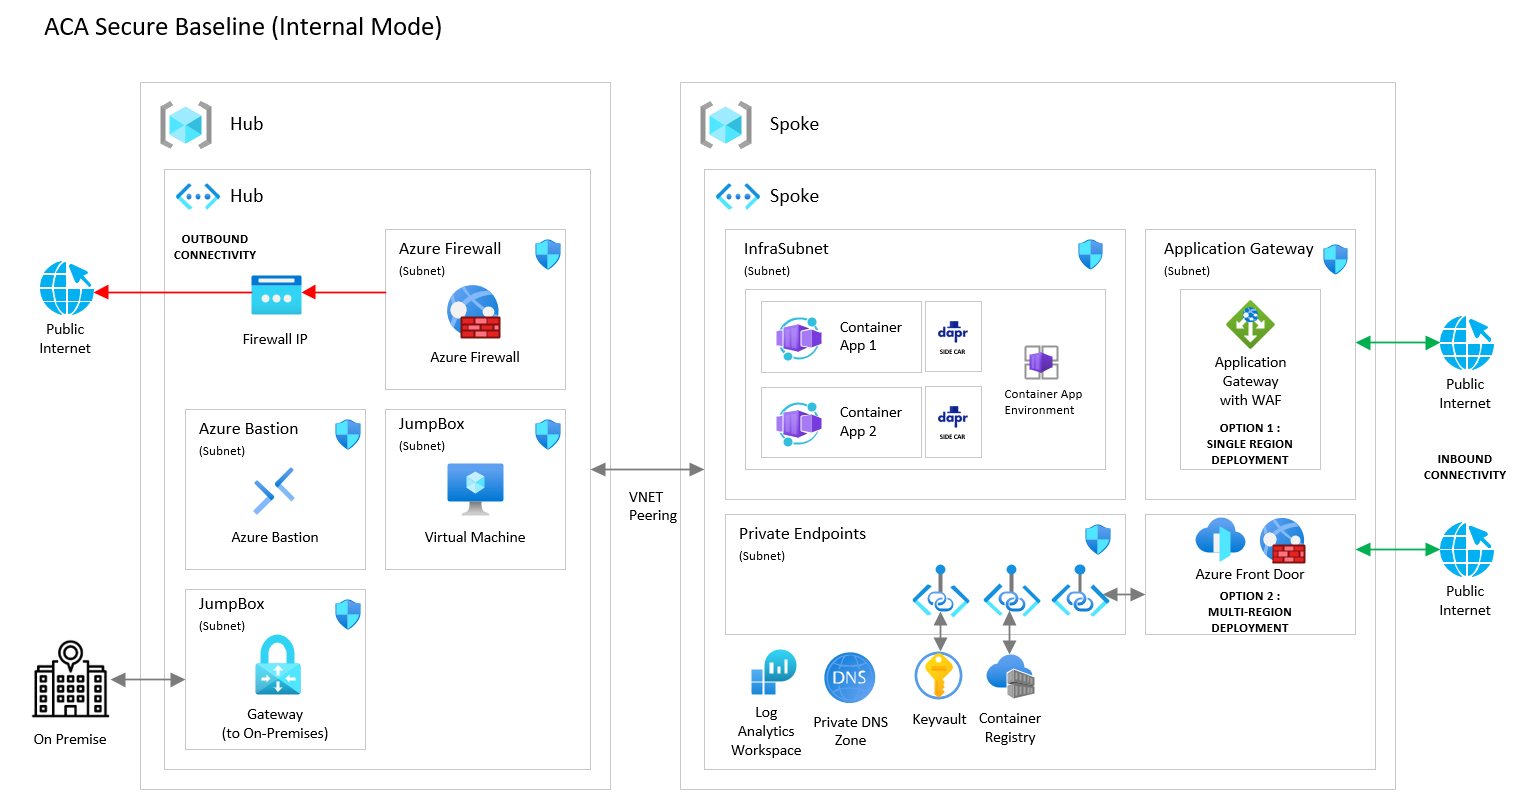 ACA Secure Baseline (Internal Mode)
Hub
Hub
OUTBOUND
CONNECTIVITY
Public
Internet
Firewall IP
Azure Firewall
(Subnet)
Azure Firewall
Azure Bastion
(Subnet)
Azure Bastion
JumpBox
(Subnet)
Virtual Machine
JumpBox
(Subnet)
Gateway
(to On-Premises)
On Premise
VNET
Peering
Spoke
Spoke
InfraSubnet
(Subnet)
Container
App 1
dapr
SIDE CAR
Container
App 2
dapr
SIDE CAR
Container App
Environment
Application Gateway
(Subnet)
Application
Gateway
with WAF
OPTION 1 :
SINGLE REGION
DEPLOYMENT
Public
Internet
INBOUND
CONNECTIVITY
Private Endpoints
(Subnet)
Azure Front Door
OPTION 2 :
MULTI-REGION
DEPLOYMENT
Public
Internet
Log
Analytics
Workspace
DNS
Private DNS
Zone
Keyvault
Container
Registry